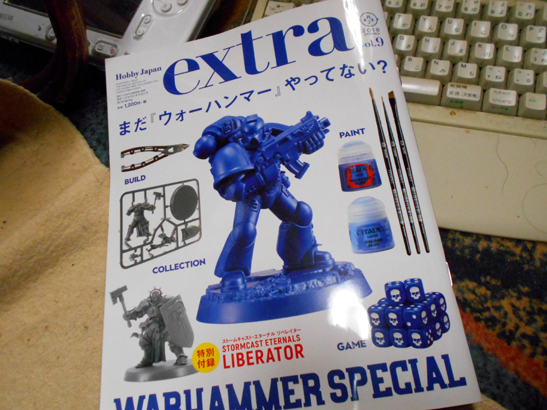 Hobby Japan
extra
vol.9
まだ『ウォーハンマー』やってない？
BUILD
PAINT
CITADEL
COLLECTION
特別
付録
ストームキャスト・エターナル リベレイター
STORMCAST ETERNALS
LIBERATOR
GAME
WARHAMMER SPECIAL